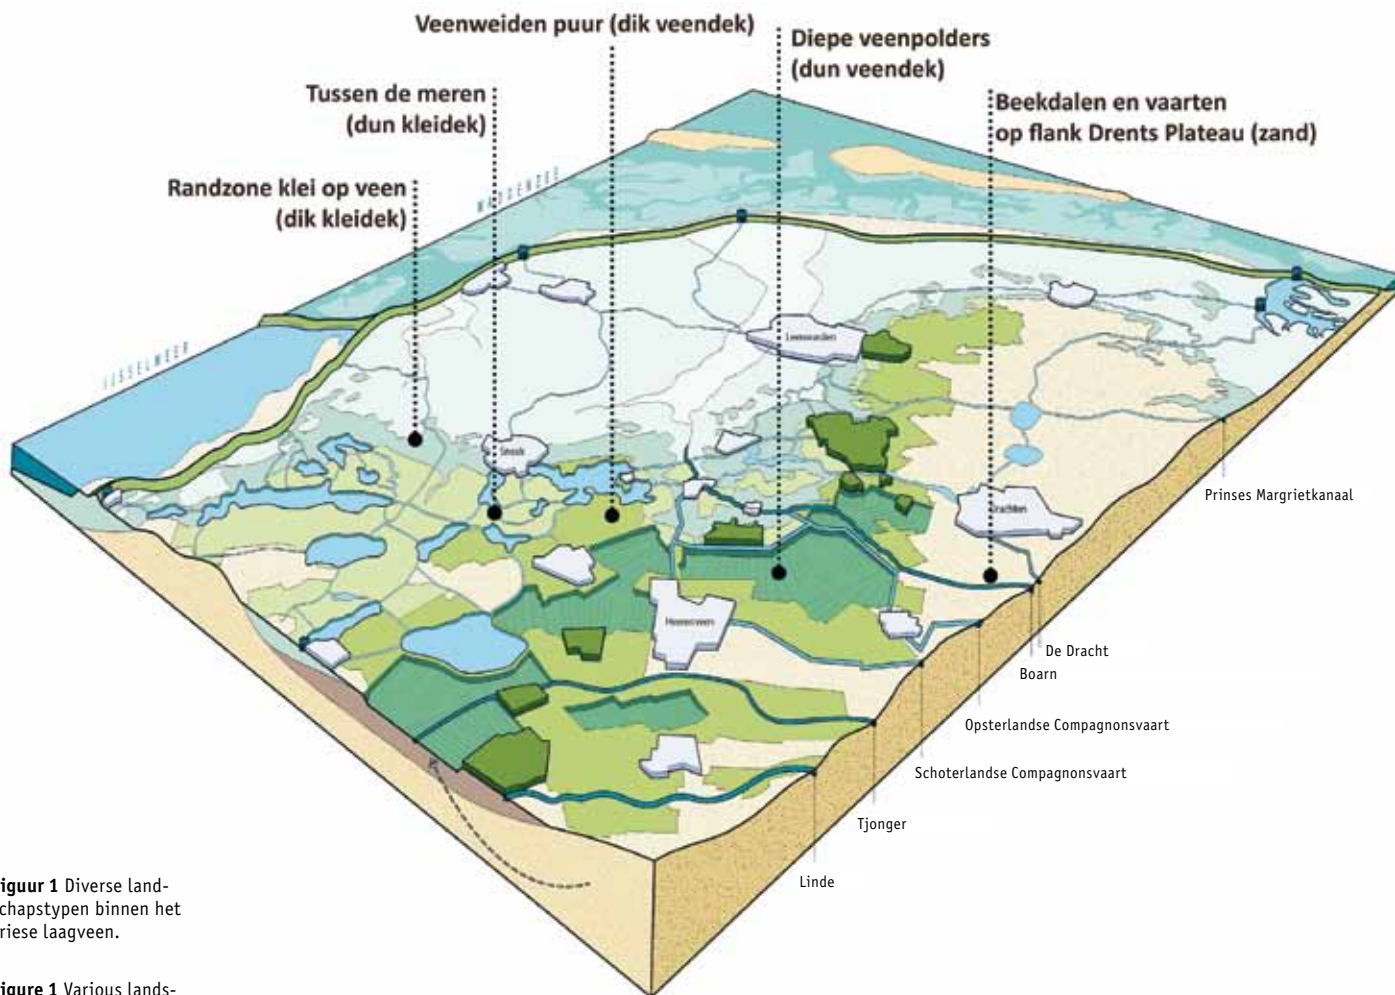 Veenweiden puur (dik veendek)
Diepe veenpolders
(dun veendek)
Tussen de meren
(dun kleidek)
Beekdalen en vaarten
op flank Drents Plateau (zand)
Randzone klei op veen
(dik kleidek)
WADDENZEE
IJSSELMEER
Leeuwarden
Sneek
Drachten
Heerenveen
Prinses Margrietkanaal
De Dracht
Boarn
Opsterlandse Compagnonsvaart
Schoterlandse Compagnonsvaart
Tjonger
Linde
iguur 1 Diverse land-
chapstypen binnen het
riese laagveen.
igure 1 Various lands-